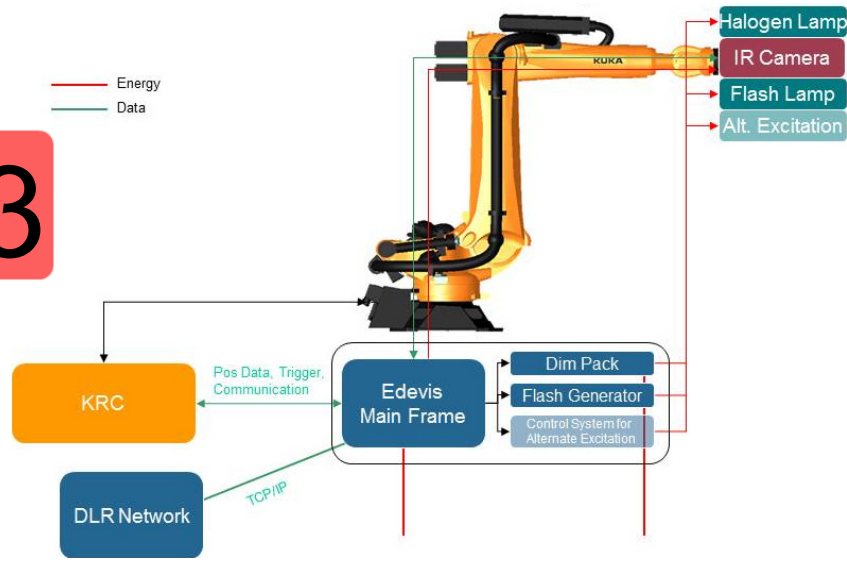 Halogen Lamp
IR Camera
Flash Lamp
Alt. Excitation
KUKA
Energy
Data
3
Pos Data, Trigger,
Communication
KRC
Edevis
Main Frame
Dim Pack
Flash Generator
Control System for
Alternate Excitation
TCP/IP
DLR Network